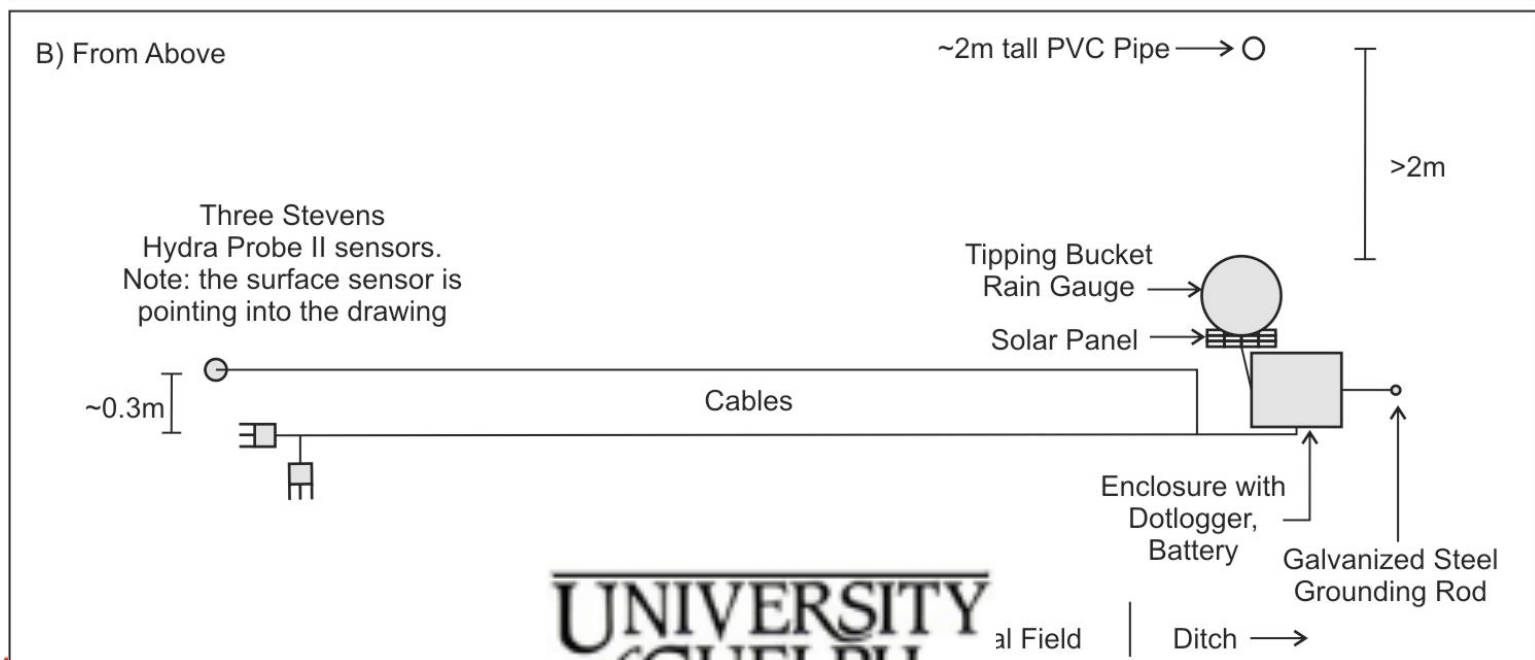 B) From Above
~2m tall PVC Pipe
>2m
Three Stevens
Hydra Probe II sensors.
Note: the surface sensor is
pointing into the drawing
Tipping Bucket
Rain Gauge
Solar Panel
~0.3m
Cables
Enclosure with
Dotlogger,
Battery
Galvanized Steel
Grounding Rod
UNIVERSITY
al Field
Ditch